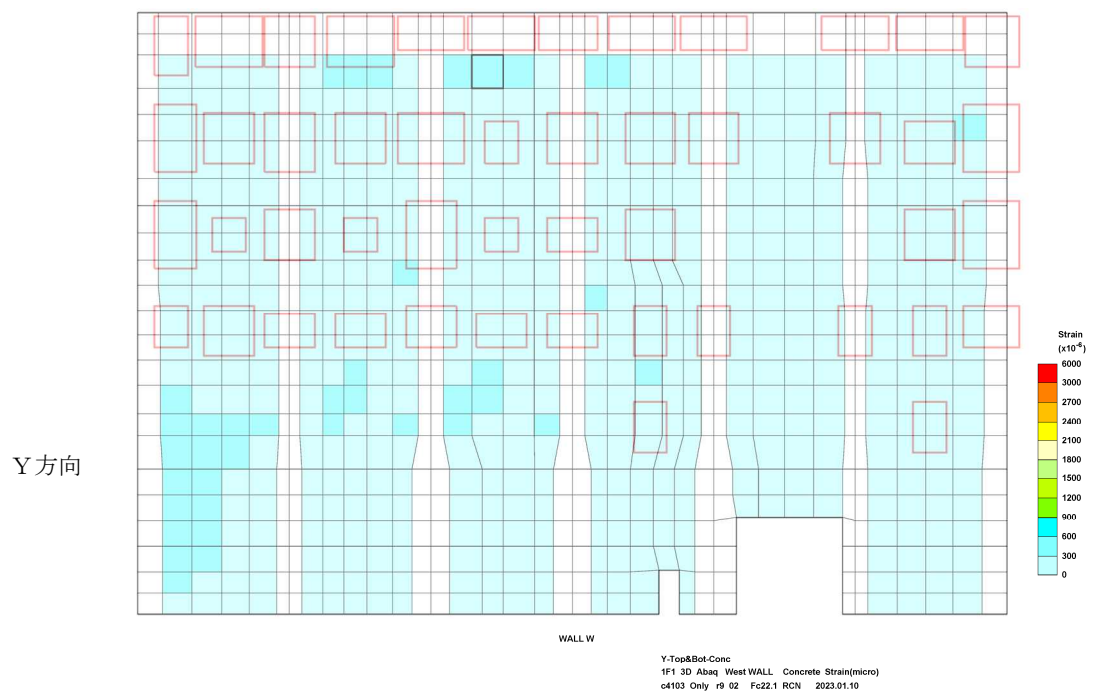 Y方向
Strain
(x10-6)
6000
3000
2700
2400
2100
1800
1500
1200
900
600
300
0
WALL W
Y-Top&Bot-Conc
1F1 3D Abaq West WALL Concrete Strain(micro)
c4103 Only r9 02 Fc22.1 RCN 2023.01.10